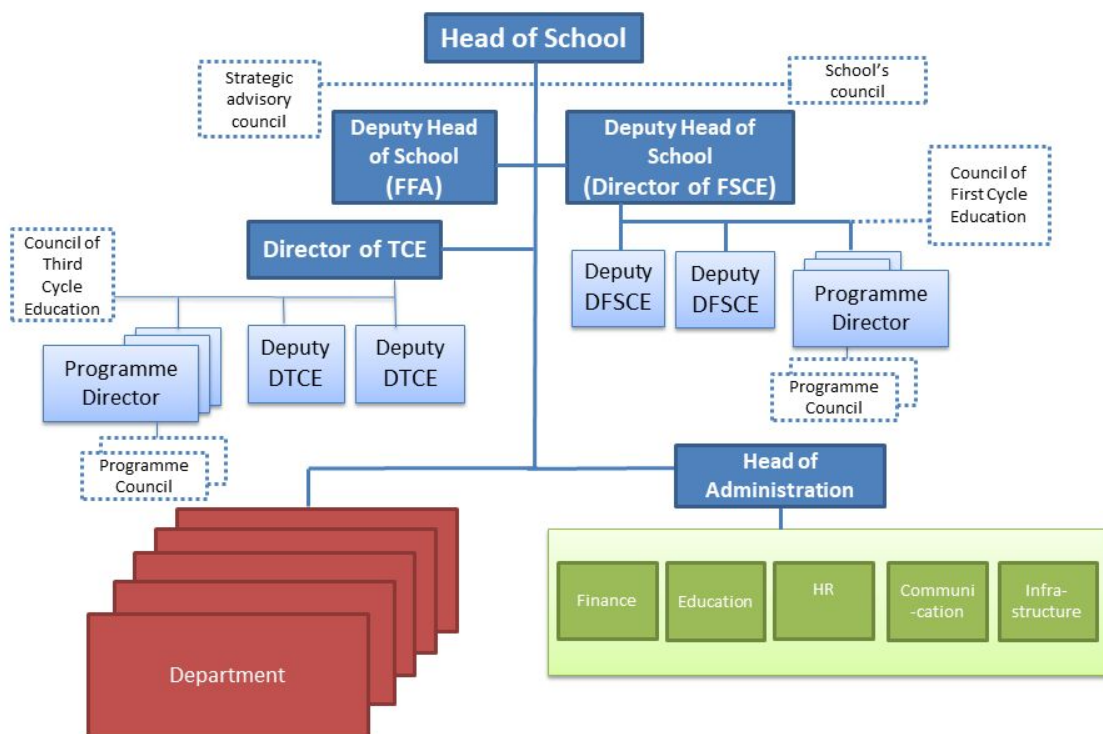 Head of School
Strategic
advisory
council
School's
council
Deputy Head
of School
(FFA)
Deputy Head of
School
(Director of FSCE)
Council of
First Cycle
Education
Council of
Third
Cycle
Education
Director of TCE
Deputy
DFSCE
Deputy
DFSCE
Programme
Director
Programme
Director
Deputy
DTCE
Deputy
DTCE
Programme
Council
Programme
Council
Head of
Administration
Finance
Education
HR
Communi
-cation
Infra-
structure
Department